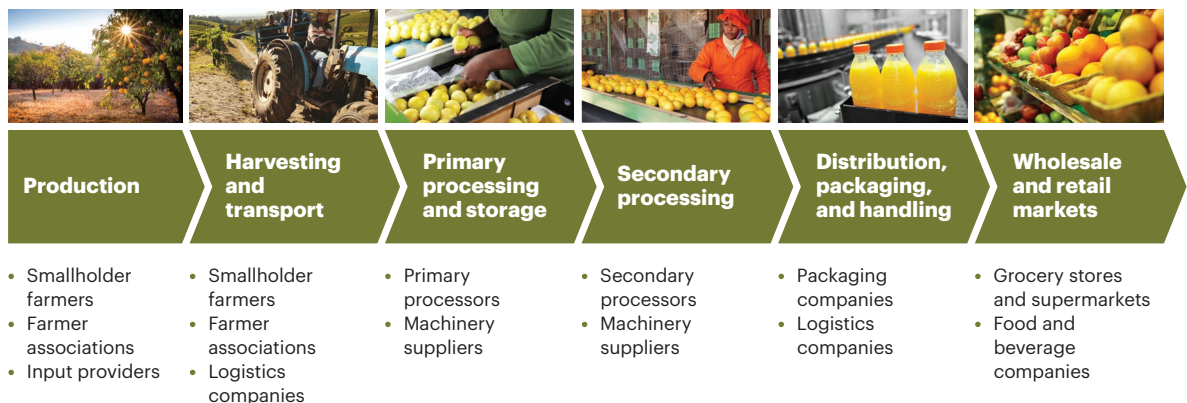 Production
Harvesting
and
transport
Primary
processing
and storage
Secondary
processing
Distribution,
packaging,
and handling
Wholesale
and retail
markets
• Smallholder
farmers
• Farmer
associations
• Input providers
• Smallholder
farmers
• Farmer
associations
• Logistics
companies
• Primary
processors
• Machinery
suppliers
• Secondary
processors
• Machinery
suppliers
• Packaging
companies
• Logistics
companies
• Grocery stores
and supermarkets
• Food and
beverage
companies